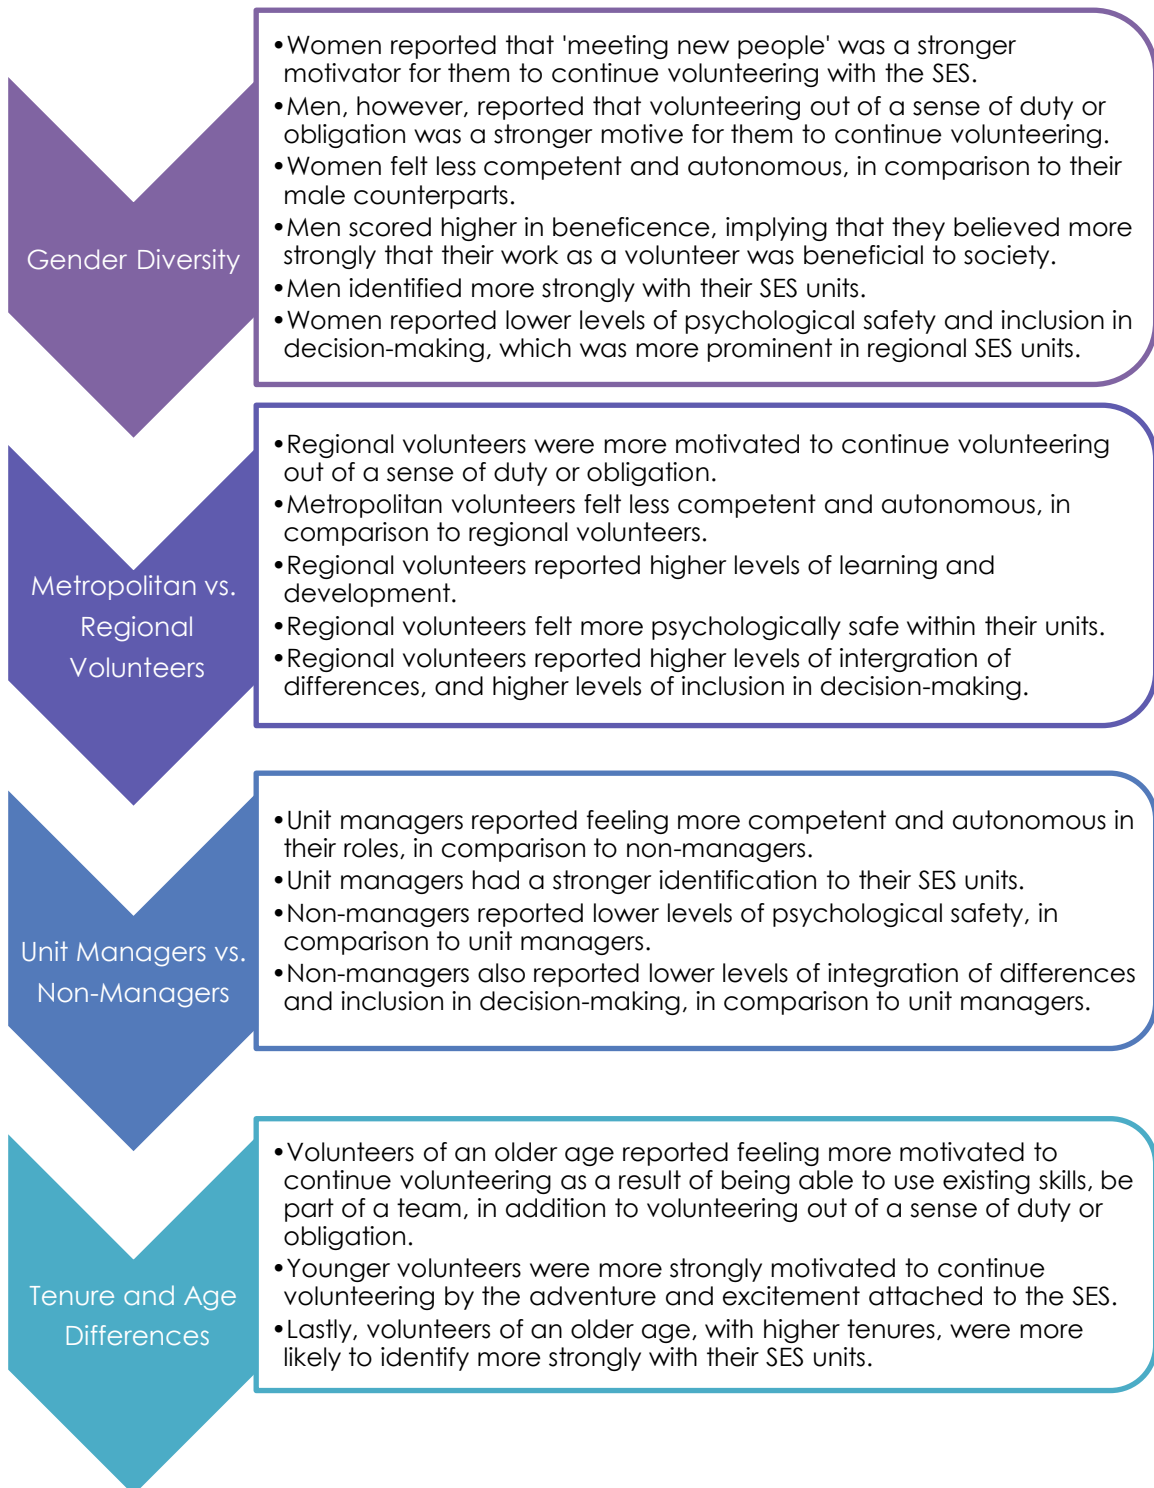 •Women reported that 'meeting new people' was a stronger
motivator for them to continue volunteering with the SES.
•Men, however, reported that volunteering out of a sense of duty or
obligation was a stronger motive for them to continue volunteering.
•Women felt less competent and autonomous, in comparison to their
male counterparts.
•Men scored higher in beneficence, implying that they believed more
strongly that their work as a volunteer was beneficial to society.
•Men identified more strongly with their SES units.
•Women reported lower levels of psychological safety and inclusion in
decision-making, which was more prominent in regional SES units.
Gender Diversity
•Regional volunteers were more motivated to continue volunteering
out of a sense of duty or obligation.
•Metropolitan volunteers felt less competent and autonomous, in
comparison to regional volunteers.
•Regional volunteers reported higher levels of learning and
development.
•Regional volunteers felt more psychologically safe within their units.
•Regional volunteers reported higher levels of intergration of
differences, and higher levels of inclusion in decision-making.
Metropolitan vs.
Regional
Volunteers
•Unit managers reported feeling more competent and autonomous in
their roles, in comparison to non-managers.
•Unit managers had a stronger identification to their SES units.
•Non-managers reported lower levels of psychological safety, in
comparison to unit managers.
•Non-managers also reported lower levels of integration of differences
and inclusion in decision-making, in comparison to unit managers.
Unit Managers vs.
Non-Managers
•Volunteers of an older age reported feeling more motivated to
continue volunteering as a result of being able to use existing skills, be
part of a team, in addition to volunteering out of a sense of duty or
obligation.
•Younger volunteers were more strongly motivated to continue
volunteering by the adventure and excitement attached to the SES.
•Lastly, volunteers of an older age, with higher tenures, were more
likely to identify more strongly with their SES units.
Tenure and Age
Differences